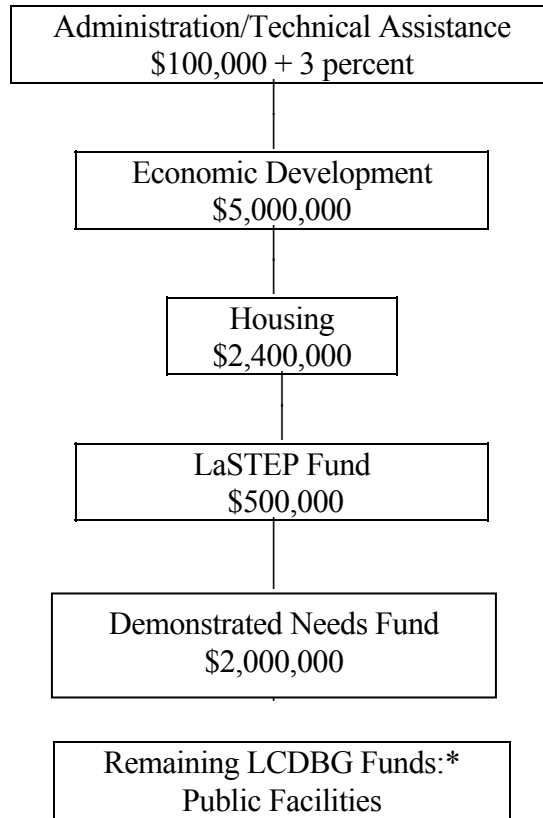 Administration/Technical Assistance
$100,000 + 3 percent
Economic Development
$5,000,000
Housing
$2,400,000
LaSTEP Fund
$500,000
Demonstrated Needs Fund
$2,000,000
Remaining LCDBG Funds:*
Public Facilities